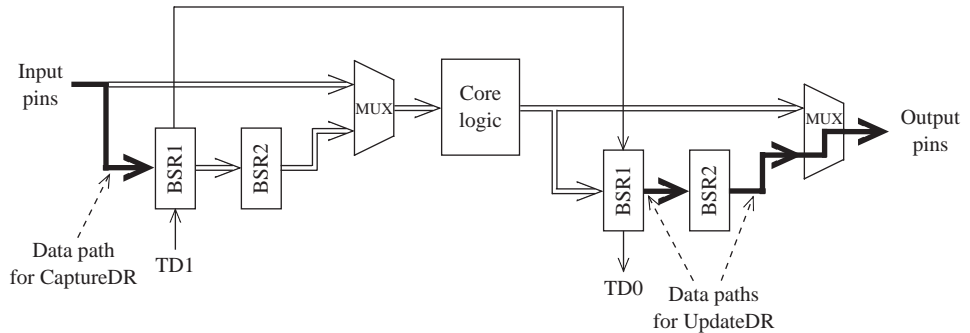 Input
pins
MUX
Core
logic
MUX
Output
pins
BSR1
BSR2
BSR1
BSR2
Data path
for CaptureDR
TD1
TD0
Data paths
for UpdateDR